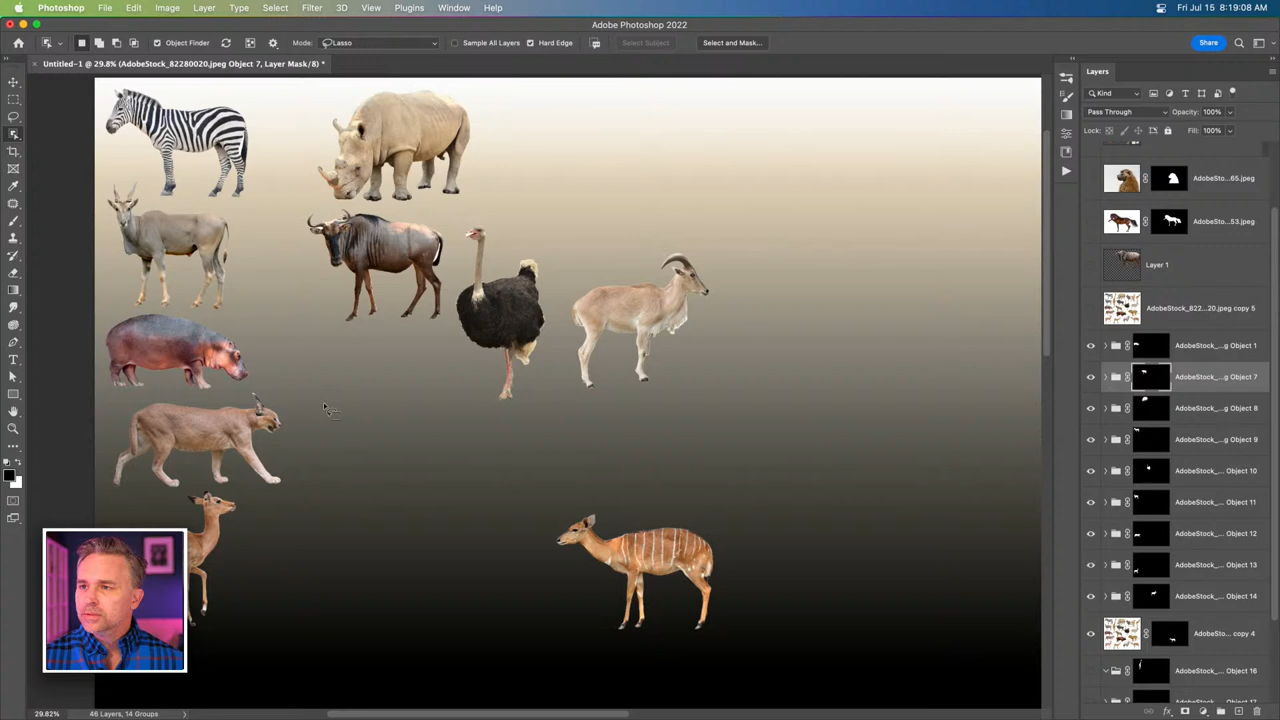 Photoshop File Edit Image Layer Type Select Filter 3D View Plugins Window Help Fri Jul 15 8:19:08 AM
Adobe Photoshop 2022
Object Finder Mode: Lasso Sample All Layers Hard Edge Select Subject Select and Mask... Share
Untitled-1 @ 29.8% (AdobeStock_82280020.jpeg Object 7, Layer Mask/8) *
Layers
Kind
Pass Through Opacity: 100%
Lock: Fill: 100%
AdobeSto...65.jpeg
AdobeSto...53.jpeg
Layer 1
AdobeStock_822...20.jpeg copy 5
AdobeStock_...g Object 1
AdobeStock_...g Object 7
AdobeStock_...g Object 8
AdobeStock_...g Object 9
AdobeStock_... Object 10
AdobeStock_... Object 11
AdobeStock_... Object 12
AdobeStock_... Object 13
AdobeStock_... Object 14
AdobeSto... copy 4
AdobeStock_... Object 16
29.82% 46 Layers, 14 Groups